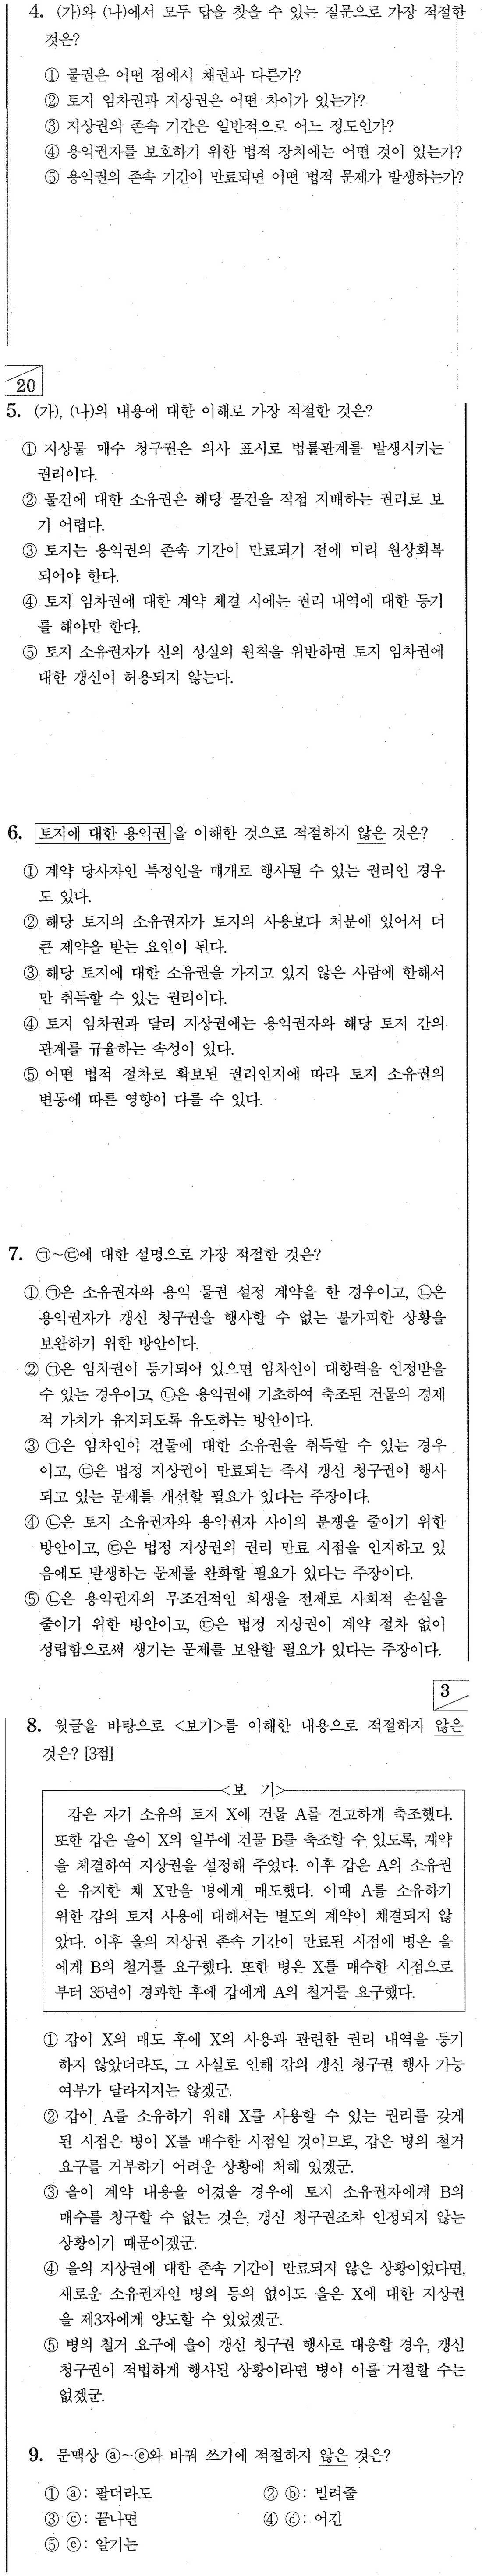 4. (가)와 (나)에서 모두 답을 찾을 수 있는 질문으로 가장 적절한
것은?
① 물권은 어떤 점에서 채권과 다른가?
② 토지 임차권과 지상권은 어떤 차이가 있는가?
③ 지상권의 존속 기간은 일반적으로 어느 정도인가?
④ 용익권자를 보호하기 위한 법적 장치에는 어떤 것이 있는가?
⑤ 용익권의 존속 기간이 만료되면 어떤 법적 문제가 발생하는가?
20
5. (가), (나)의 내용에 대한 이해로 가장 적절한 것은?
① 지상물 매수 청구권은 의사 표시로 법률관계를 발생시키는
권리이다.
② 물건에 대한 소유권은 해당 물건을 직접 지배하는 권리로 보
기 어렵다.
③ 토지는 용익권의 존속 기간이 만료되기 전에 미리 원상회복
되어야 한다.
④ 토지 임차권에 대한 계약 체결 시에는 권리 내역에 대한 등기
를 해야만 한다.
⑤ 토지 소유권자가 신의 성실의 원칙을 위반하면 토지 임차권에
대한 갱신이 허용되지 않는다.
6. 토지에 대한 용익권을 이해한 것으로 적절하지 않은 것은?
① 계약 당사자인 특정인을 매개로 행사될 수 있는 권리인 경우
도 있다.
② 해당 토지의 소유권자가 토지의 사용보다 처분에 있어서 더
큰 제약을 받는 요인이 된다.
③ 해당 토지에 대한 소유권을 가지고 있지 않은 사람에 한해서
만 취득할 수 있는 권리이다.
④ 토지 임차권과 달리 지상권에는 용익권자와 해당 토지 간의
관계를 규율하는 속성이 있다.
⑤ 어떤 법적 절차로 확보된 권리인지에 따라 토지 소유권의
변동에 따른 영향이 다를 수 있다.
7. ㉠~㉢에 대한 설명으로 가장 적절한 것은?
① ㉠은 소유권자와 용익 물권 설정 계약을 한 경우이고, ㉡은
용익권자가 갱신 청구권을 행사할 수 없는 불가피한 상황을
보완하기 위한 방안이다.
② ㉠은 임차권이 등기되어 있으면 임차인이 대항력을 인정받을
수 있는 경우이고, ㉡은 용익권에 기초하여 축조된 건물의 경제
적 가치가 유지되도록 유도하는 방안이다.
③ ㉠은 임차인이 건물에 대한 소유권을 취득할 수 있는 경우
이고, ㉢은 법정 지상권이 만료되는 즉시 갱신 청구권이 행사
되고 있는 문제를 개선할 필요가 있다는 주장이다.
④ ㉡은 토지 소유권자와 용익권자 사이의 분쟁을 줄이기 위한
방안이고, ㉢은 법정 지상권의 권리 만료 시점을 인지하고 있
음에도 발생하는 문제를 완화할 필요가 있다는 주장이다.
⑤ ㉡은 용익권자의 무조건적인 희생을 전제로 사회적 손실을
줄이기 위한 방안이고, ㉢은 법정 지상권이 계약 절차 없이
성립함으로써 생기는 문제를 보완할 필요가 있다는 주장이다.
3
8. 윗글을 바탕으로 <보기>를 이해한 내용으로 적절하지 않은
것은? [3점]
<보 기>
갑은 자기 소유의 토지 X에 건물 A를 견고하게 축조했다.
또한 갑은 을이 X의 일부에 건물 B를 축조할 수 있도록, 계약
을 체결하여 지상권을 설정해 주었다. 이후 갑은 A의 소유권
은 유지한 채 X만을 병에게 매도했다. 이때 A를 소유하기
위한 갑의 토지 사용에 대해서는 별도의 계약이 체결되지 않
았다. 이후 을의 지상권 존속 기간이 만료된 시점에 병은 을
에게 B의 철거를 요구했다. 또한 병은 X를 매수한 시점으로
부터 35년이 경과한 후에 갑에게 A의 철거를 요구했다.
① 갑이 X의 매도 후에 X의 사용과 관련한 권리 내역을 등기
하지 않았더라도, 그 사실로 인해 갑의 갱신 청구권 행사 가능
여부가 달라지지는 않겠군.
② 갑이 A를 소유하기 위해 X를 사용할 수 있는 권리를 갖게
된 시점은 병이 X를 매수한 시점일 것이므로, 갑은 병의 철거
요구를 거부하기 어려운 상황에 처해 있겠군.
③ 을이 계약 내용을 어겼을 경우에 토지 소유권자에게 B의
매수를 청구할 수 없는 것은, 갱신 청구권조차 인정되지 않는
상황이기 때문이겠군.
④ 을의 지상권에 대한 존속 기간이 만료되지 않은 상황이었다면,
새로운 소유권자인 병의 동의 없이도 을은 X에 대한 지상권
을 제3자에게 양도할 수 있었겠군.
⑤ 병의 철거 요구에 을이 갱신 청구권 행사로 대응할 경우, 갱신
청구권이 적법하게 행사된 상황이라면 병이 이를 거절할 수는
없겠군.
9. 문맥상 ⓐ~ⓔ와 바꿔 쓰기에 적절하지 않은 것은?
① ⓐ: 팔더라도
② ⓑ: 빌려줄
③ ⓒ: 끝나면
④ ⓓ: 어긴
⑤ ⓔ: 알기는